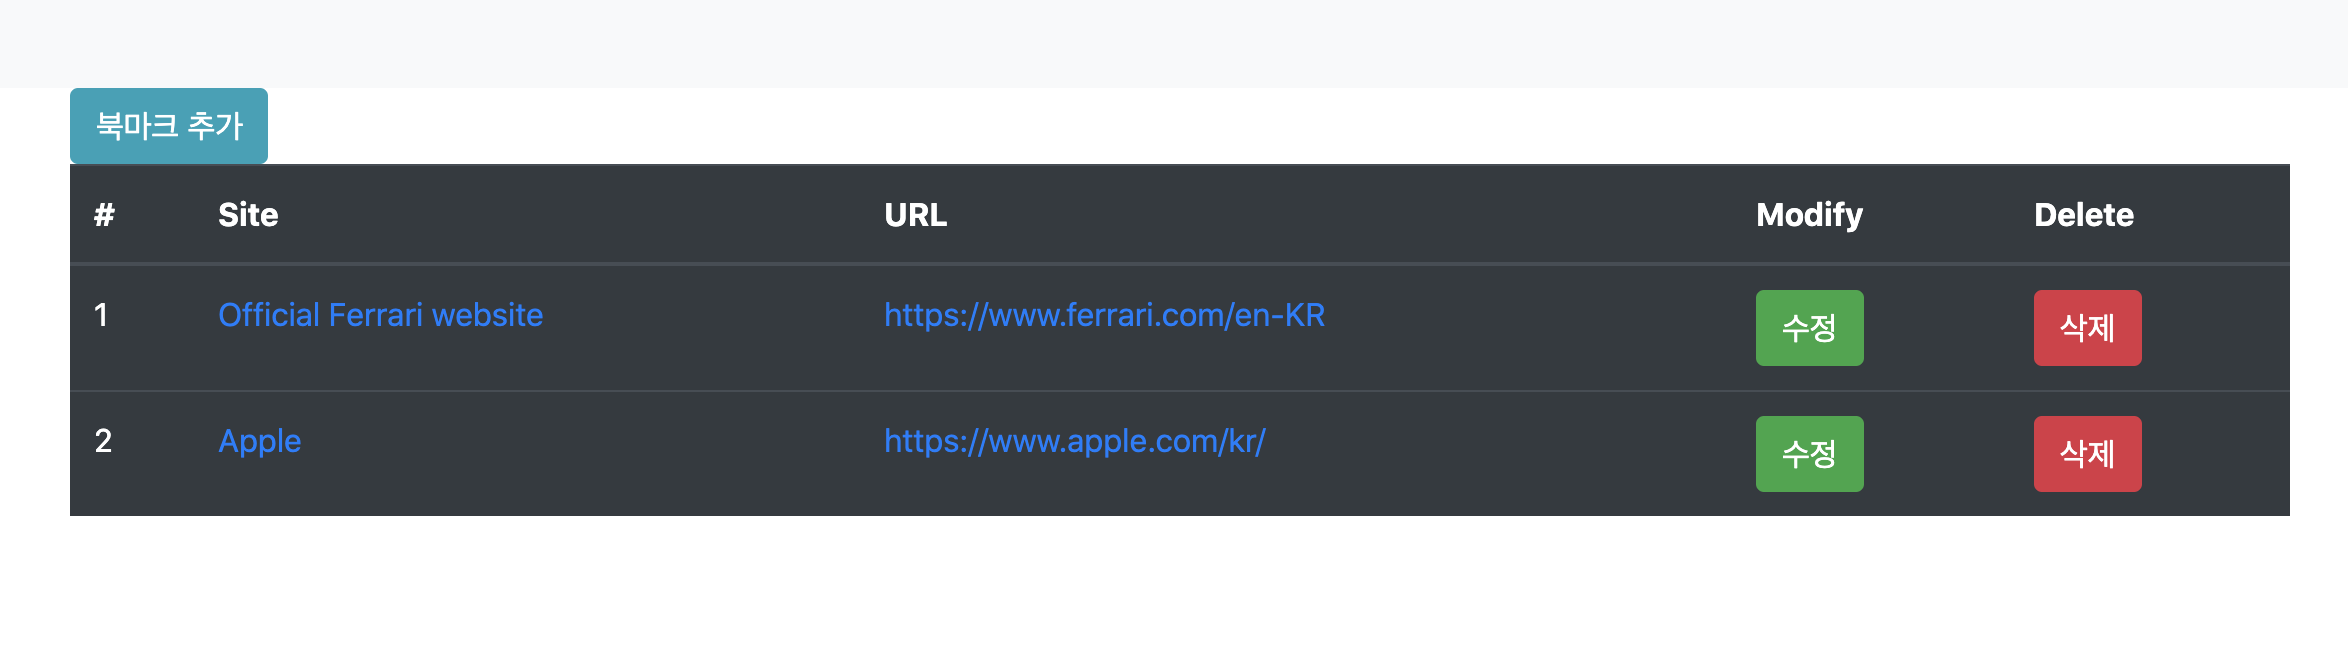 북마크 추가
# Site URL Modify Delete
1 Official Ferrari website https://www.ferrari.com/en-KR 수정 삭제
2 Apple https://www.apple.com/kr/ 수정 삭제